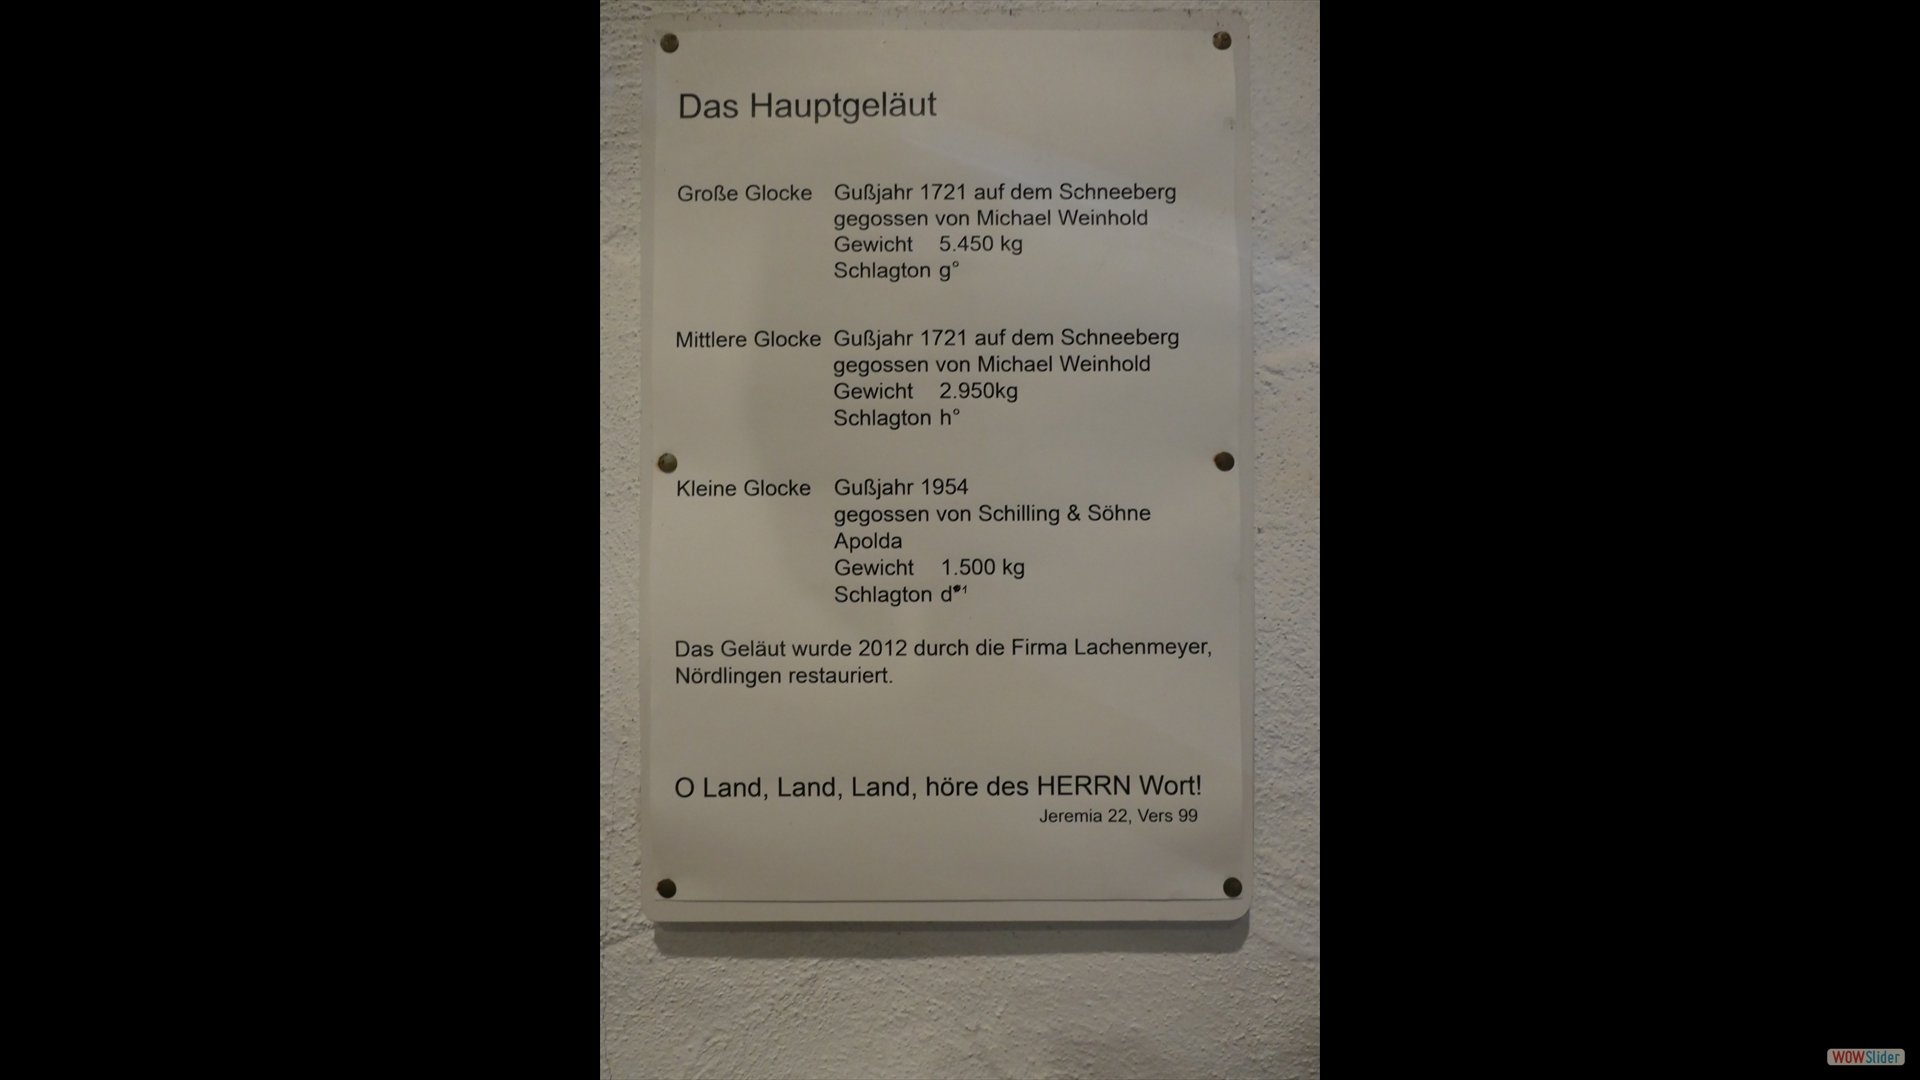 Das Hauptgeläut
Große Glocke Gußjahr 1721 auf dem Schneeberg
gegossen von Michael Weinhold
Gewicht 5.450 kg
Schlagton g°
Mittlere Glocke Gußjahr 1721 auf dem Schneeberg
gegossen von Michael Weinhold
Gewicht 2.950kg
Schlagton h°
Kleine Glocke Gußjahr 1954
gegossen von Schilling & Söhne
Apolda
Gewicht 1.500 kg
Schlagton d¹
Das Geläut wurde 2012 durch die Firma Lachenmeyer,
Nördlingen restauriert.
O Land, Land, Land, höre des HERRN Wort!
Jeremia 22, Vers 99
WOWSlider